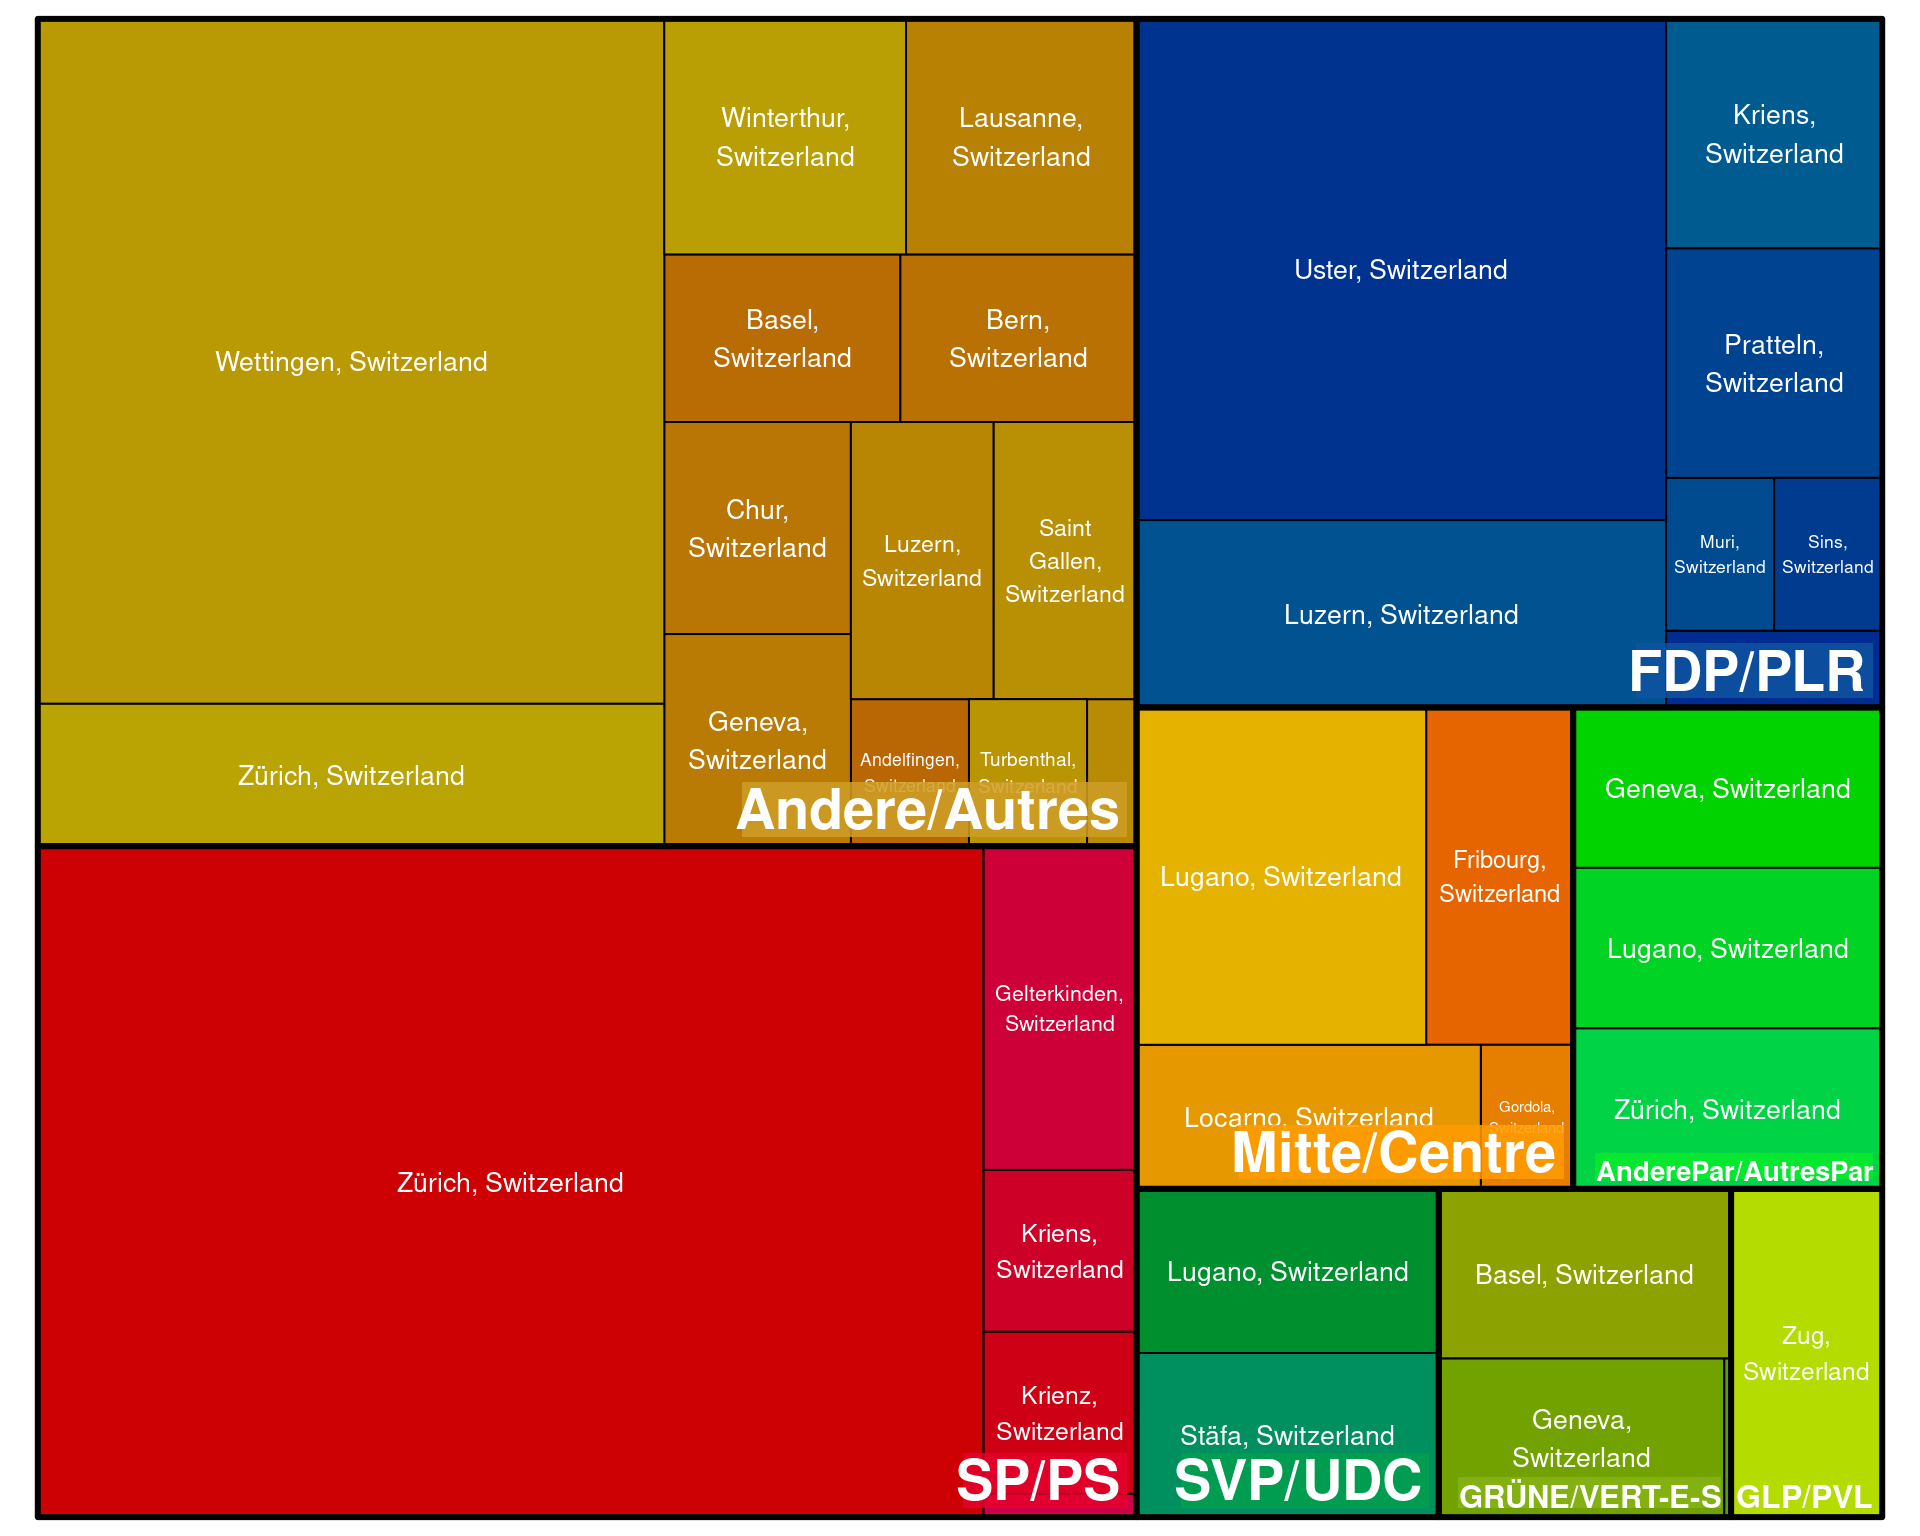 Wettingen, Switzerland
Zürich, Switzerland
Winterthur,
Switzerland
Lausanne,
Switzerland
Basel,
Switzerland
Bern,
Switzerland
Chur,
Switzerland
Luzern,
Switzerland
Saint
Gallen,
Switzerland
Geneva,
Switzerland
Andelfingen,
Switzerland
Turbenthal,
Switzerland
Andere/Autres
Zürich, Switzerland
Gelterkinden,
Switzerland
Kriens,
Switzerland
Krienz,
Switzerland
SP/PS
Uster, Switzerland
Luzern, Switzerland
Kriens,
Switzerland
Pratteln,
Switzerland
Muri,
Switzerland
Sins,
Switzerland
FDP/PLR
Lugano, Switzerland
Fribourg,
Switzerland
Locarno, Switzerland
Gordola,
Switzerland
Mitte/Centre
Geneva, Switzerland
Lugano, Switzerland
Zürich, Switzerland
AnderePar/AutresPar
Lugano, Switzerland
Stäfa, Switzerland
SVP/UDC
Basel, Switzerland
Geneva,
Switzerland
GRÜNE/VERT-E-S
Zug,
Switzerland
GLP/PVL